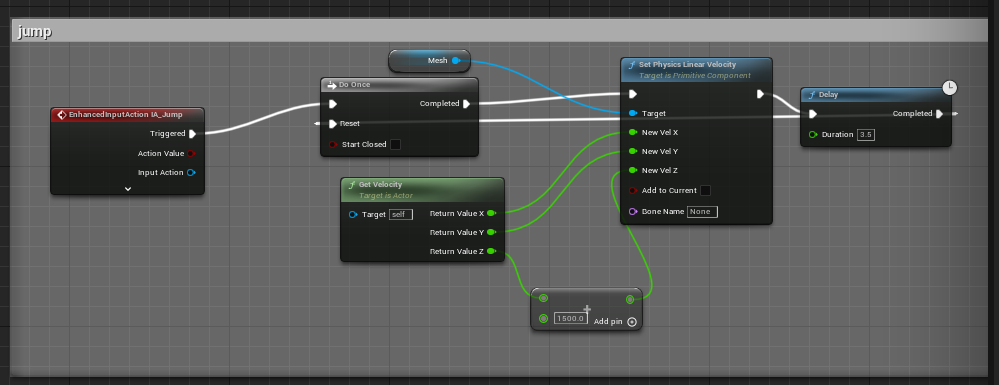 jump
Mesh
Set Physics Linear Velocity
Target is Primitive Component
Do Once
Completed
Reset
Start Closed
EnhancedInputAction IA_Jump
Triggered
Action Value
Input Action
Target
New Vel X
New Vel Y
New Vel Z
Add to Current
Bone Name None
Delay
Completed
Duration 3.5
Get Velocity
Target is Actor
Target self
Return Value X
Return Value Y
Return Value Z
1500.0
Add pin